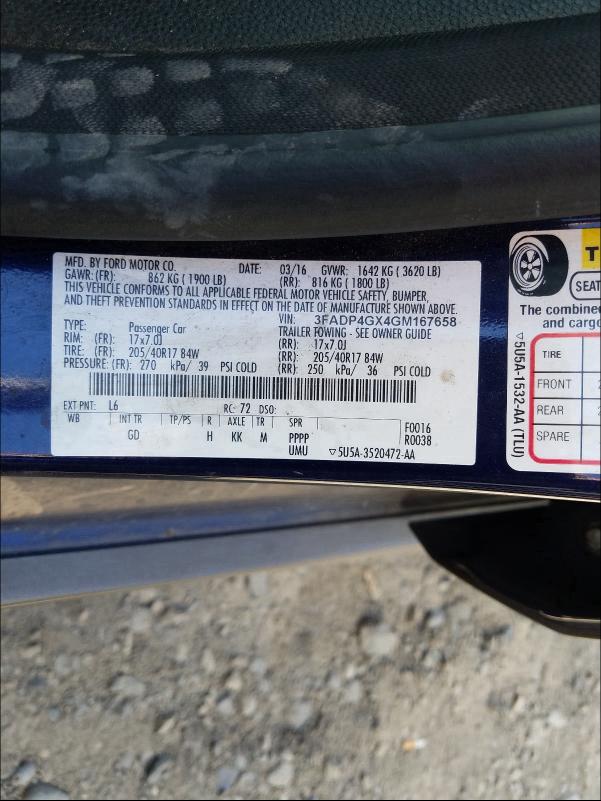 MFD. BY FORD MOTOR CO. DATE: 03/16 GVWR: 1642 KG ( 3620 LB)
GAWR: (FR): 862 KG ( 1900 LB) (RR): 816 KG ( 1800 LB)
THIS VEHICLE CONFORMS TO ALL APPLICABLE FEDERAL MOTOR VEHICLE SAFETY, BUMPER,
AND THEFT PREVENTION STANDARDS IN EFFECT ON THE DATE OF MANUFACTURE SHOWN ABOVE.
VIN: 3FADP4GX4GM167658
TYPE: Passenger Car TRAILER TOWING - SEE OWNER GUIDE
RIM: (FR): 17x7.0J (RR): 17x7.0J
TIRE: (FR): 205/40R17 84W (RR): 205/40R17 84W
PRESSURE: (FR): 270 kPa/ 39 PSI COLD (RR): 250 kPa/ 36 PSI COLD
EXT PNT: L6 RC: 72 DSO:
WB INT TR TP/PS R AXLE TR SPR F0016
GD H KK M PPPP R0038
UMU ▽5U5A-3520472-AA
▽5U5A-1532-AA (TLU)
T
SEAT
The combined
and cargo
TIRE
FRONT 2
REAR 2
SPARE